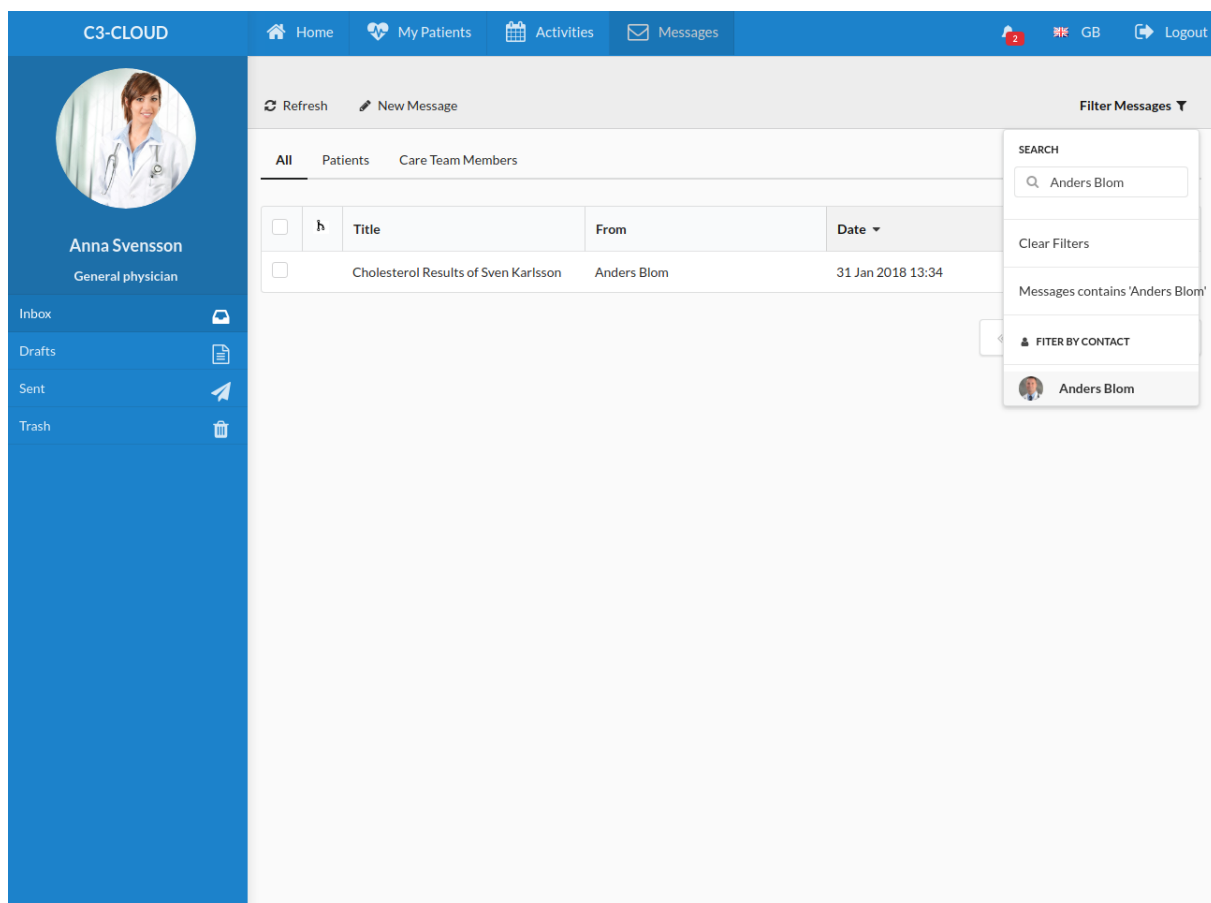 C3-CLOUD
Home My Patients Activities Messages 2 GB Logout
Anna Svensson
General physician
Inbox
Drafts
Sent
Trash
Refresh New Message Filter Messages
All Patients Care Team Members
Title From Date
Cholesterol Results of Sven Karlsson Anders Blom 31 Jan 2018 13:34
SEARCH
Anders Blom
Clear Filters
Messages contains 'Anders Blom'
FITER BY CONTACT
Anders Blom